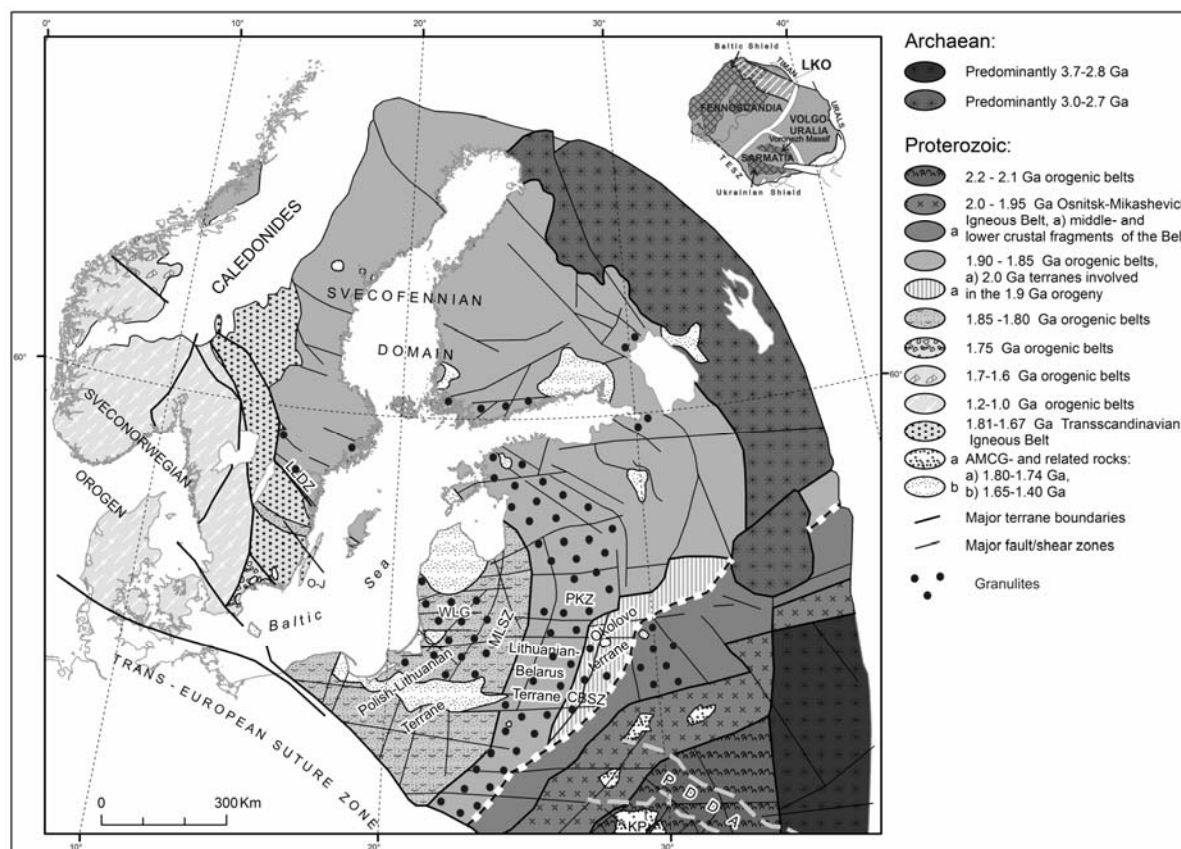 0°
10°
20°
30°
40°
Baltic Shield
TIMAN
LKO
FENNOSCANDIA
VOLGO-
URALIA
URALS
Voronezh Massif
SARMATIA
TESZ
Ukrainian Shield
CALEDONIDES
SVECOFENNIAN
DOMAIN
60°
60°
SVECONORWEGIAN
OROGEN
LLDZ
O-J
Baltic
Sea
WLG
MLSZ
PKZ
Okolovo
terrane
Lithuanian-
Belarus
Terrane
CBSZ
Polish-Lithuanian
Terrane
TRANS-EUROPEAN SUTURE ZONE
PDDA
KP
0
300 Km
10°
20°
30°
Archaean:
Predominantly 3.7-2.8 Ga
Predominantly 3.0-2.7 Ga
Proterozoic:
2.2 - 2.1 Ga orogenic belts
2.0 - 1.95 Ga Osnitsk-Mikashevich
Igneous Belt, a) middle- and
a lower crustal fragments of the Bel
1.90 - 1.85 Ga orogenic belts,
a) 2.0 Ga terranes involved
a in the 1.9 Ga orogeny
1.85 -1.80 Ga orogenic belts
1.75 Ga orogenic belts
1.7-1.6 Ga orogenic belts
1.2-1.0 Ga orogenic belts
1.81-1.67 Ga Transscandinavian
Igneous Belt
a AMCG- and related rocks:
a) 1.80-1.74 Ga,
b b) 1.65-1.40 Ga
Major terrane boundaries
Major fault/shear zones
Granulites